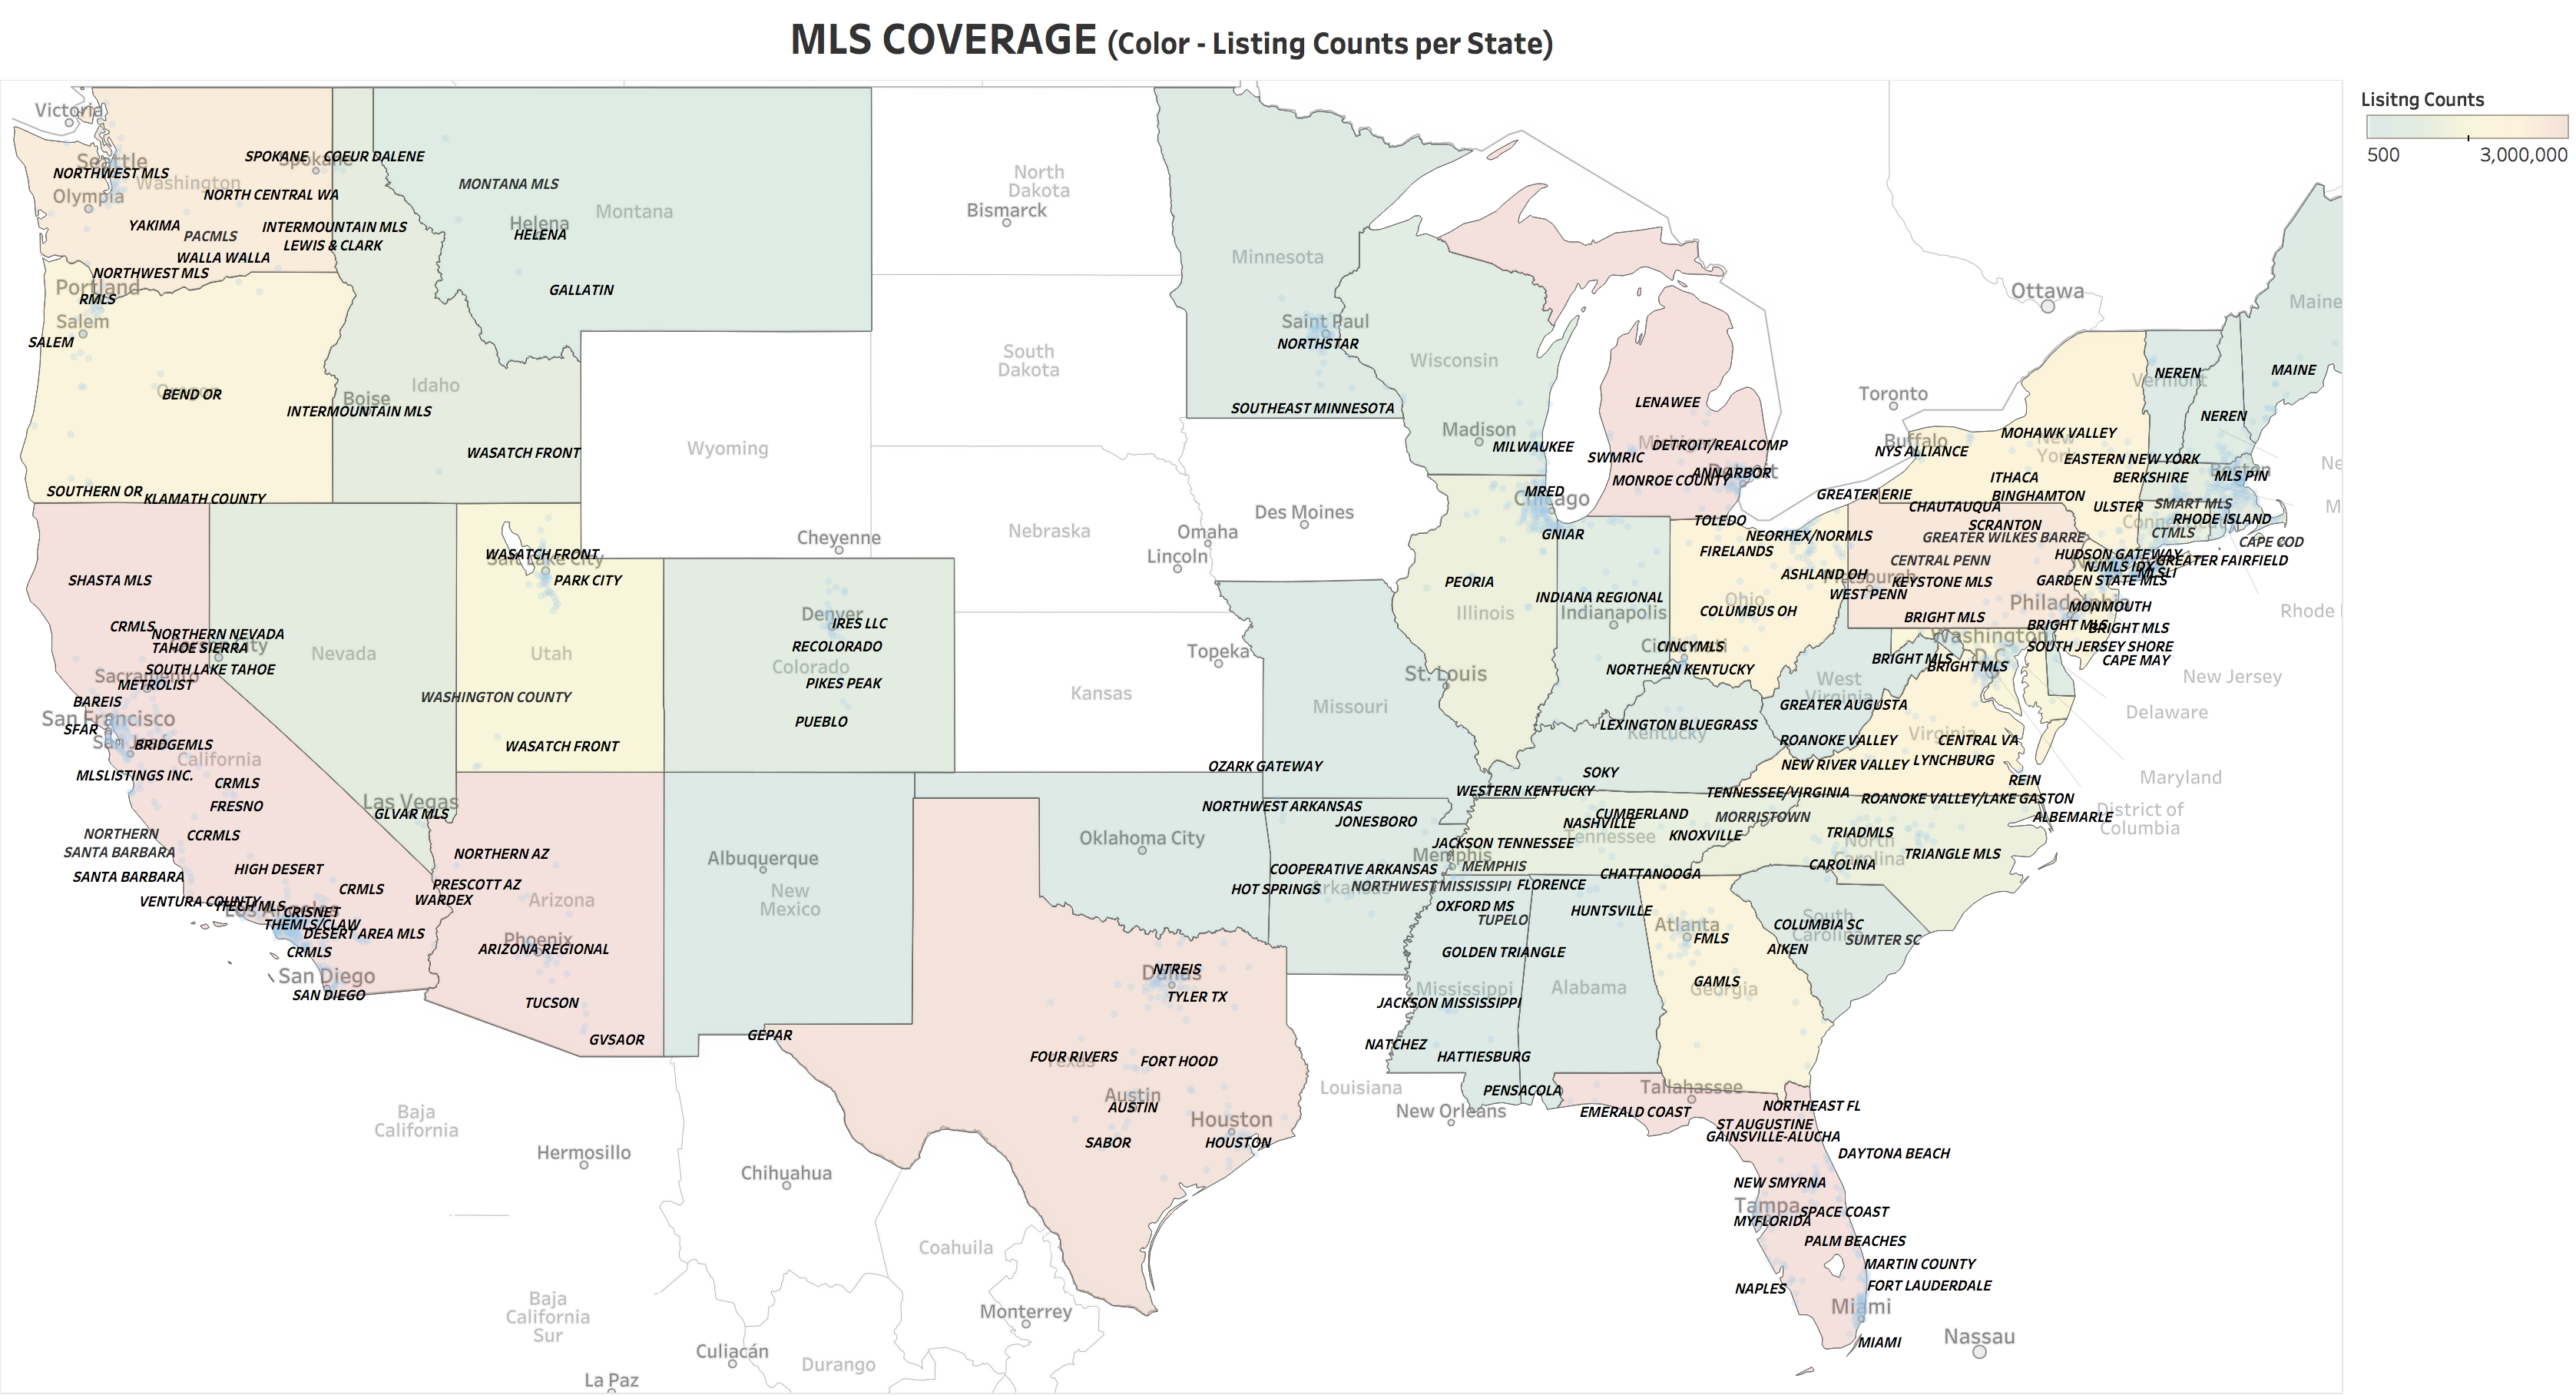 MLS COVERAGE (Color - Listing Counts per State)
Lisitng Counts
500
3,000,000
Victoria
Seattle
NORTHWEST MLS
Washington
Olympia
SPOKANE
Spokane
COEUR DALENE
NORTH CENTRAL WA
YAKIMA
PACMLS
INTERMOUNTAIN MLS
LEWIS & CLARK
WALLA WALLA
NORTHWEST MLS
Portland
RMLS
Salem
SALEM
Oregon
BEND OR
SOUTHERN OR
KLAMATH COUNTY
MONTANA MLS
Montana
Helena
HELENA
GALLATIN
Idaho
Boise
INTERMOUNTAIN MLS
WASATCH FRONT
Wyoming
Cheyenne
North
Dakota
Bismarck
South
Dakota
Nebraska
Omaha
Lincoln
Des Moines
Topeka
Kansas
Minnesota
Saint Paul
NORTHSTAR
SOUTHEAST MINNESOTA
Wisconsin
Madison
MILWAUKEE
LENAWEE
Michigan
DETROIT/REALCOMP
SWMRIC
ANN ARBOR
Detroit
MONROE COUNTY
MRED
Chicago
GNIAR
PEORIA
Illinois
INDIANA REGIONAL
Indianapolis
TOLEDO
NEORHEX/NORMLS
FIRELANDS
ASHLAND OH
Ohio
COLUMBUS OH
Cincinnati
CINCYMLS
NORTHERN KENTUCKY
Ottawa
Toronto
Buffalo
NYS ALLIANCE
MOHAWK VALLEY
New
York
EASTERN NEW YORK
ITHACA
BINGHAMTON
GREATER ERIE
CHAUTAUQUA
ULSTER
BERKSHIRE
NEREN
Vermont
NEREN
Maine
MAINE
Boston
MLS PIN
SMART MLS
RHODE ISLAND
Connecticut
CTMLS
CAPE COD
SCRANTON
GREATER WILKES BARRE
CENTRAL PENN
Pittsburgh
KEYSTONE MLS
WEST PENN
BRIGHT MLS
HUDSON GATEWAY
GREATER FAIRFIELD
NJMLS IDX
MLSLI
GARDEN STATE MLS
Philadelphia
MONMOUTH
BRIGHT MLS
BRIGHT MLS
SOUTH JERSEY SHORE
CAPE MAY
Ne
M
Rhode I
New Jersey
Delaware
Maryland
District of
Columbia
Washington
D.C.
BRIGHT MLS
BRIGHT MLS
West
Virginia
GREATER AUGUSTA
ROANOKE VALLEY
Virginia
CENTRAL VA
NEW RIVER VALLEY
LYNCHBURG
REIN
TENNESSEE/VIRGINIA
ROANOKE VALLEY/LAKE GASTON
ALBEMARLE
SHASTA MLS
CRMLS
NORTHERN NEVADA
Carson City
TAHOE SIERRA
SOUTH LAKE TAHOE
Sacramento
METROLIST
BAREIS
San Francisco
SFAR
San Jose
BRIDGEMLS
California
MLSLISTINGS INC.
CRMLS
FRESNO
NORTHERN
SANTA BARBARA
CCRMLS
SANTA BARBARA
HIGH DESERT
CRMLS
VENTURA COUNTY
ITECH MLS
Los Angeles
CRISNET
THEMLS/CLAW
DESERT AREA MLS
CRMLS
San Diego
SAN DIEGO
Nevada
Las Vegas
GLVAR MLS
WASATCH FRONT
Salt Lake City
PARK CITY
Utah
WASHINGTON COUNTY
WASATCH FRONT
Denver
IRES LLC
RECOLORADO
Colorado
PIKES PEAK
PUEBLO
NORTHERN AZ
PRESCOTT AZ
WARDEX
Arizona
Phoenix
ARIZONA REGIONAL
TUCSON
GVSAOR
Albuquerque
New
Mexico
GEPAR
Oklahoma City
St. Louis
Missouri
OZARK GATEWAY
NORTHWEST ARKANSAS
JONESBORO
COOPERATIVE ARKANSAS
HOT SPRINGS
Arkansas
LEXINGTON BLUEGRASS
Kentucky
SOKY
WESTERN KENTUCKY
CUMBERLAND
NASHVILLE
Tennessee
MORRISTOWN
KNOXVILLE
JACKSON TENNESSEE
Memphis
MEMPHIS
CHATTANOOGA
NORTHWEST MISSISSIPI
FLORENCE
OXFORD MS
TUPELO
HUNTSVILLE
GOLDEN TRIANGLE
Mississippi
Alabama
JACKSON MISSISSIPPI
NATCHEZ
HATTIESBURG
PENSACOLA
TRIADMLS
North
Carolina
TRIANGLE MLS
CAROLINA
South
Carolina
COLUMBIA SC
SUMTER SC
AIKEN
Atlanta
FMLS
GAMLS
Georgia
NTREIS
Dallas
TYLER TX
FOUR RIVERS
Texas
FORT HOOD
Austin
AUSTIN
Houston
SABOR
HOUSTON
Louisiana
New Orleans
Tallahassee
EMERALD COAST
NORTHEAST FL
ST AUGUSTINE
GAINSVILLE-ALUCHA
DAYTONA BEACH
NEW SMYRNA
Tampa
SPACE COAST
MYFLORIDA
PALM BEACHES
MARTIN COUNTY
NAPLES
FORT LAUDERDALE
Miami
MIAMI
Nassau
Baja
California
Hermosillo
Chihuahua
Coahuila
Baja
California
Sur
Monterrey
Culiacán
Durango
La Paz